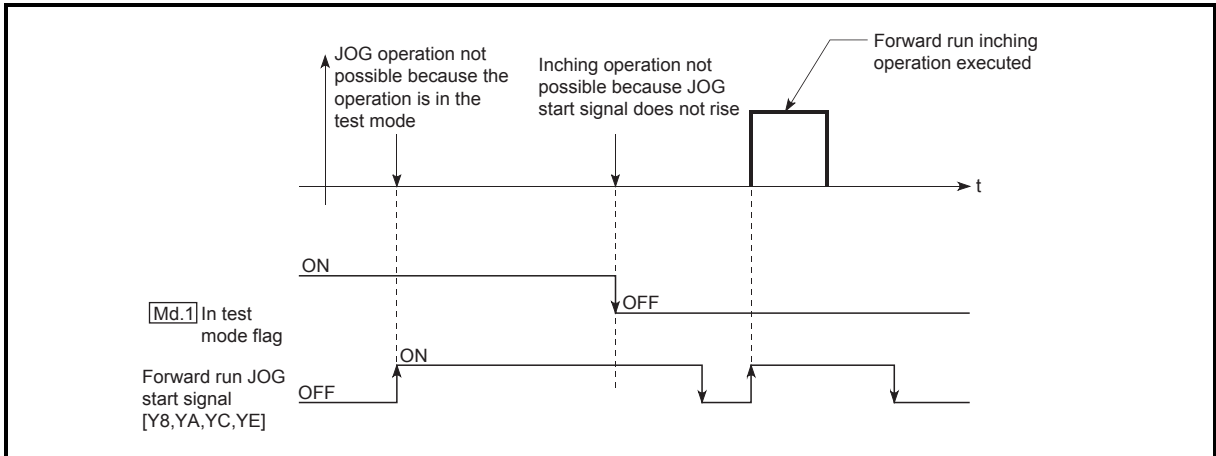 JOG operation not
possible because the
operation is in the
test mode
Inching operation not
possible because JOG
start signal does not rise
Forward run inching
operation executed
t
ON
OFF
Md.1 In test
mode flag
ON
OFF
Forward run JOG
start signal
[Y8,YA,YC,YE]